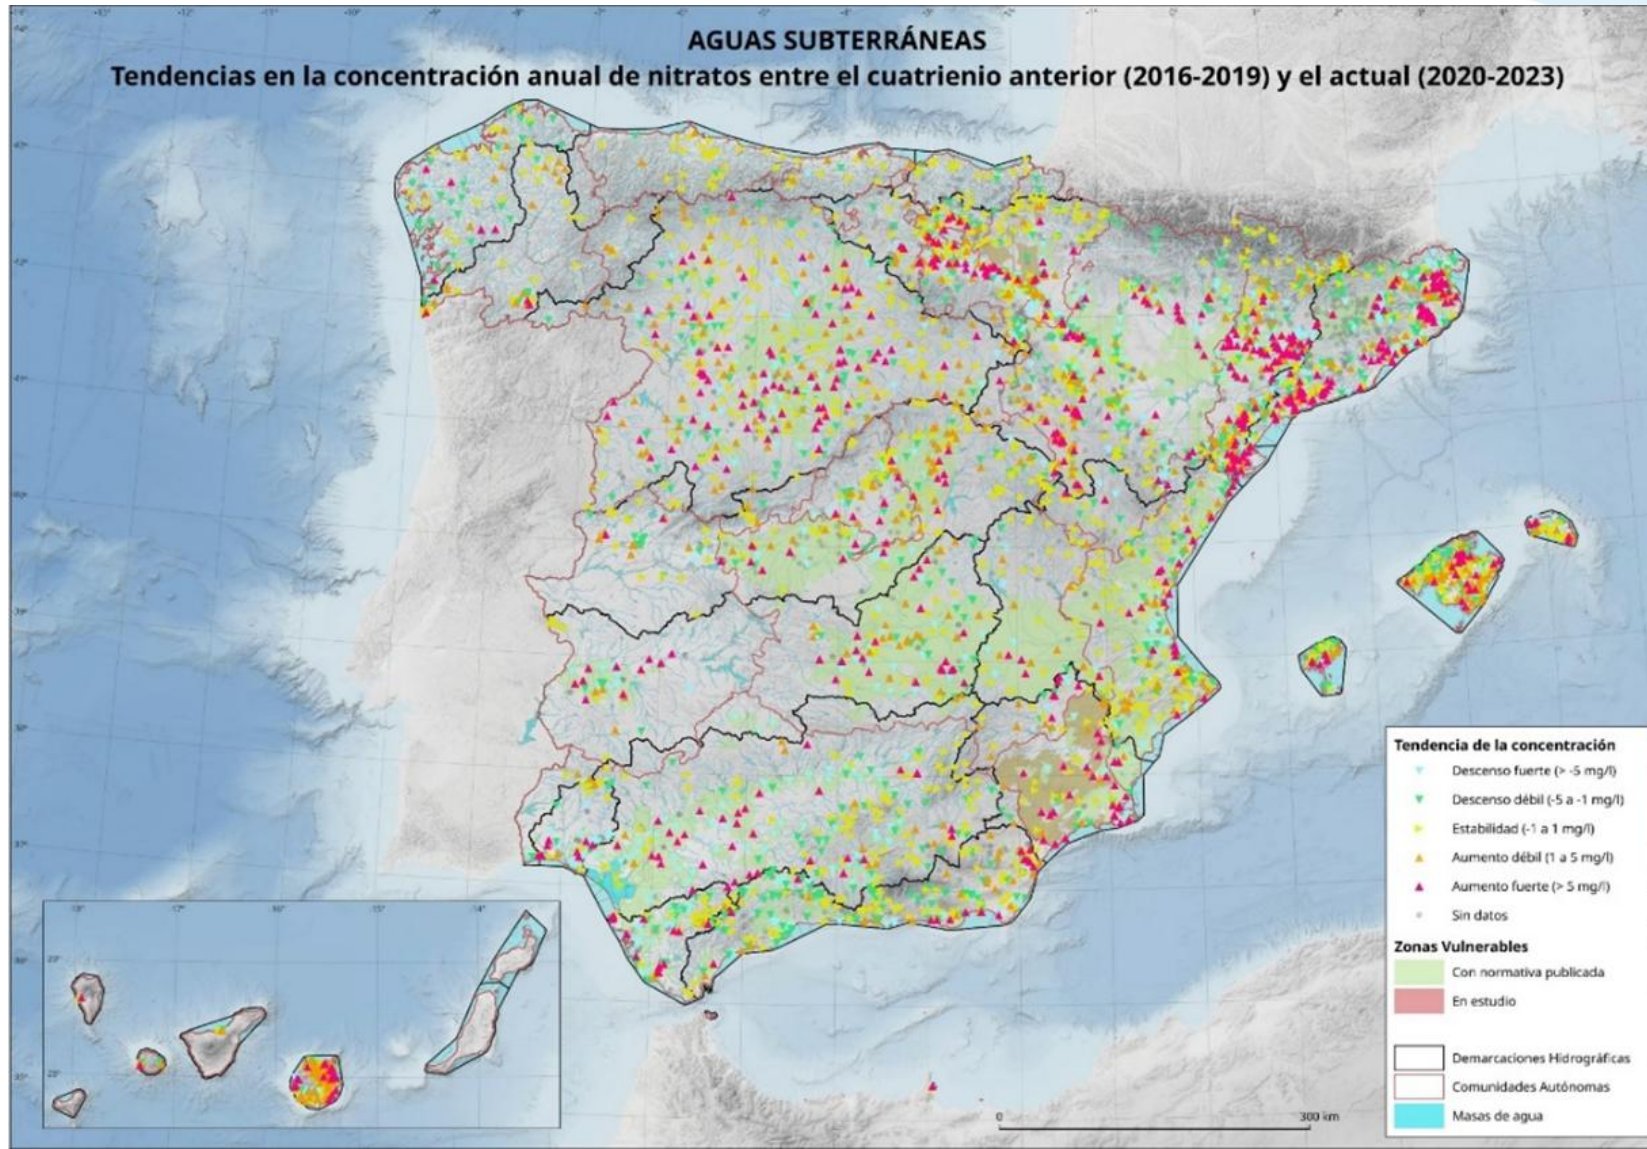 AGUAS SUBTERRÁNEAS
Tendencias en la concentración anual de nitratos entre el cuatrienio anterior (2016-2019) y el actual (2020-2023)
Tendencia de la concentración
Descenso fuerte (> -5 mg/l)
Descenso débil (-5 a -1 mg/l)
Estabilidad (-1 a 1 mg/l)
Aumento débil (1 a 5 mg/l)
Aumento fuerte (> 5 mg/l)
Sin datos
Zonas Vulnerables
Con normativa publicada
En estudio
Demarcaciones Hidrográficas
Comunidades Autónomas
Masas de agua
0 300 km